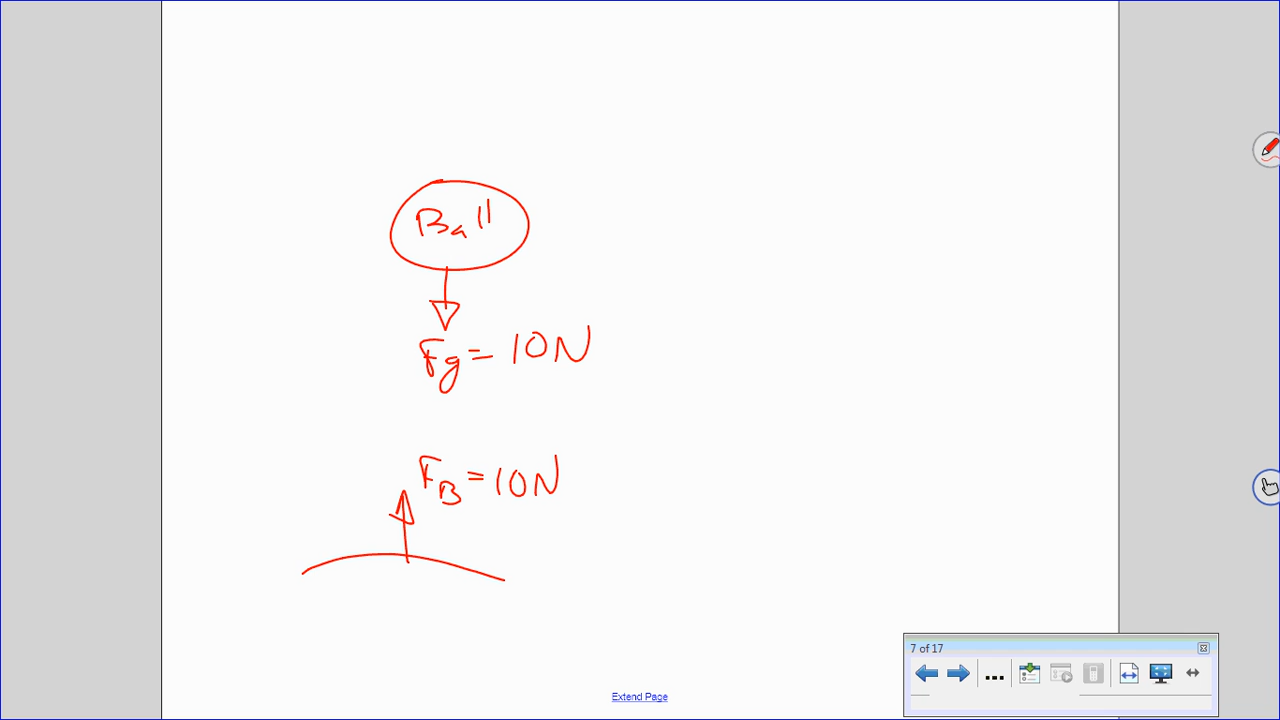 Ball
Fg = 10N
FB = 10N
7 of 17
...
Extend Page